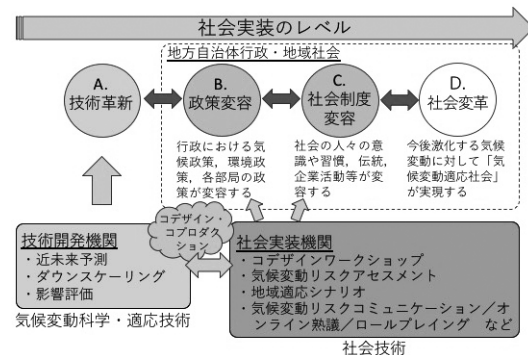 社会実装のレベル
地方自治体行政・地域社会
A.
技術革新
B.
政策変容
C.
社会制度
変容
D.
社会変革
行政における気
候政策，環境政
策，各部局の政
策が変容する
社会の人々の意
識や習慣，伝統，
企業活動等が変
容する
今後激化する気候
変動に対して「気
候変動適応社会」が
実現する
コデザイン・
コプロダク
ション
技術開発機関
・近未来予測
・ダウンスケーリング
・影響評価
気候変動科学・適応技術
社会実装機関
・コデザインワークショップ
・気候変動リスクアセスメント
・地域適応シナリオ
・気候変動リスクコミュニケーション／オ
ンライン熟議／ロールプレイング など
社会技術